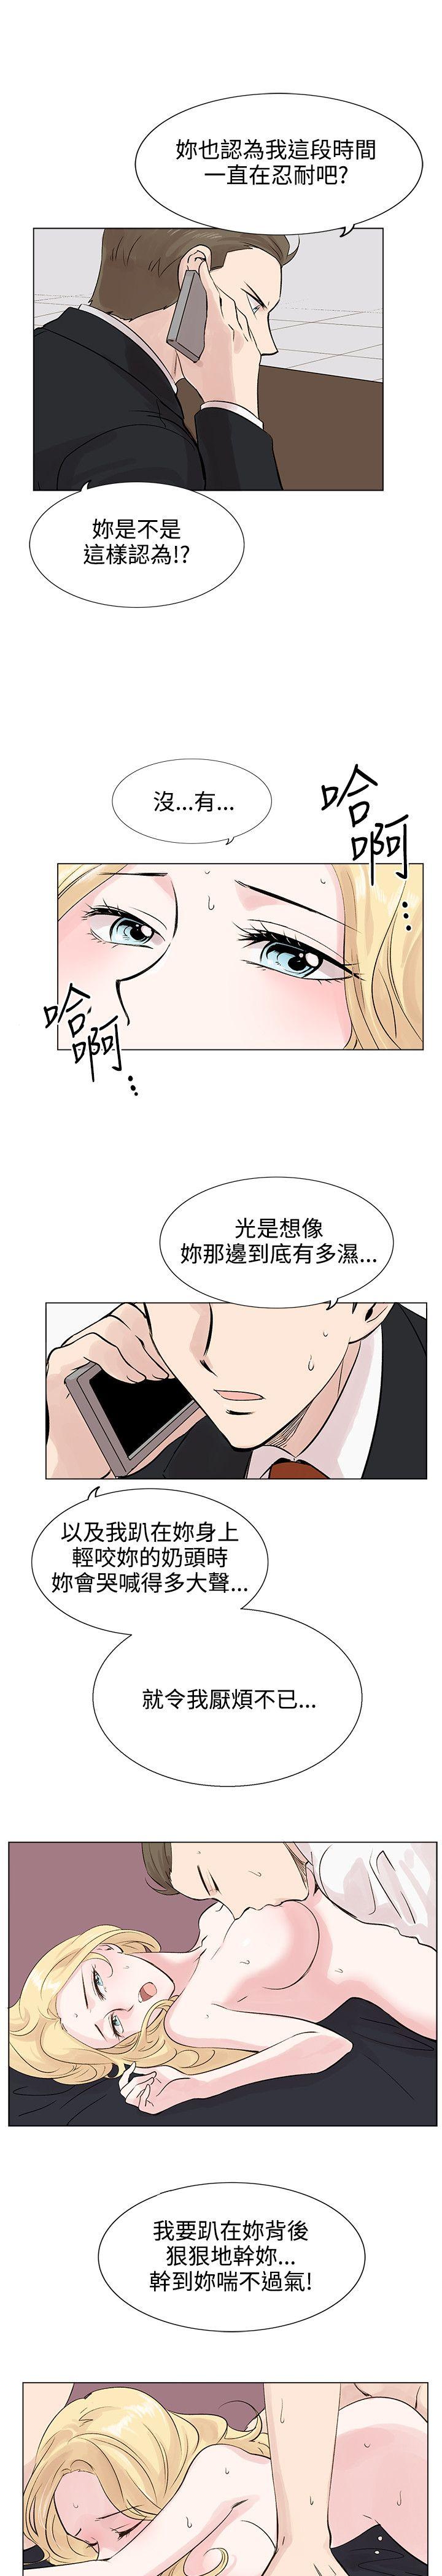 妳也認為我這段時間
一直在忍耐吧?
妳是不是
這樣認為!?
沒...有...
哈
啊...
哈
啊...
光是想像
妳那邊到底有多濕...
以及我趴在妳身上
輕咬妳的奶頭時
妳會哭喊得多大聲...
就令我厭煩不已...
我要趴在妳背後
狠狠地幹妳...
幹到妳喘不過氣!